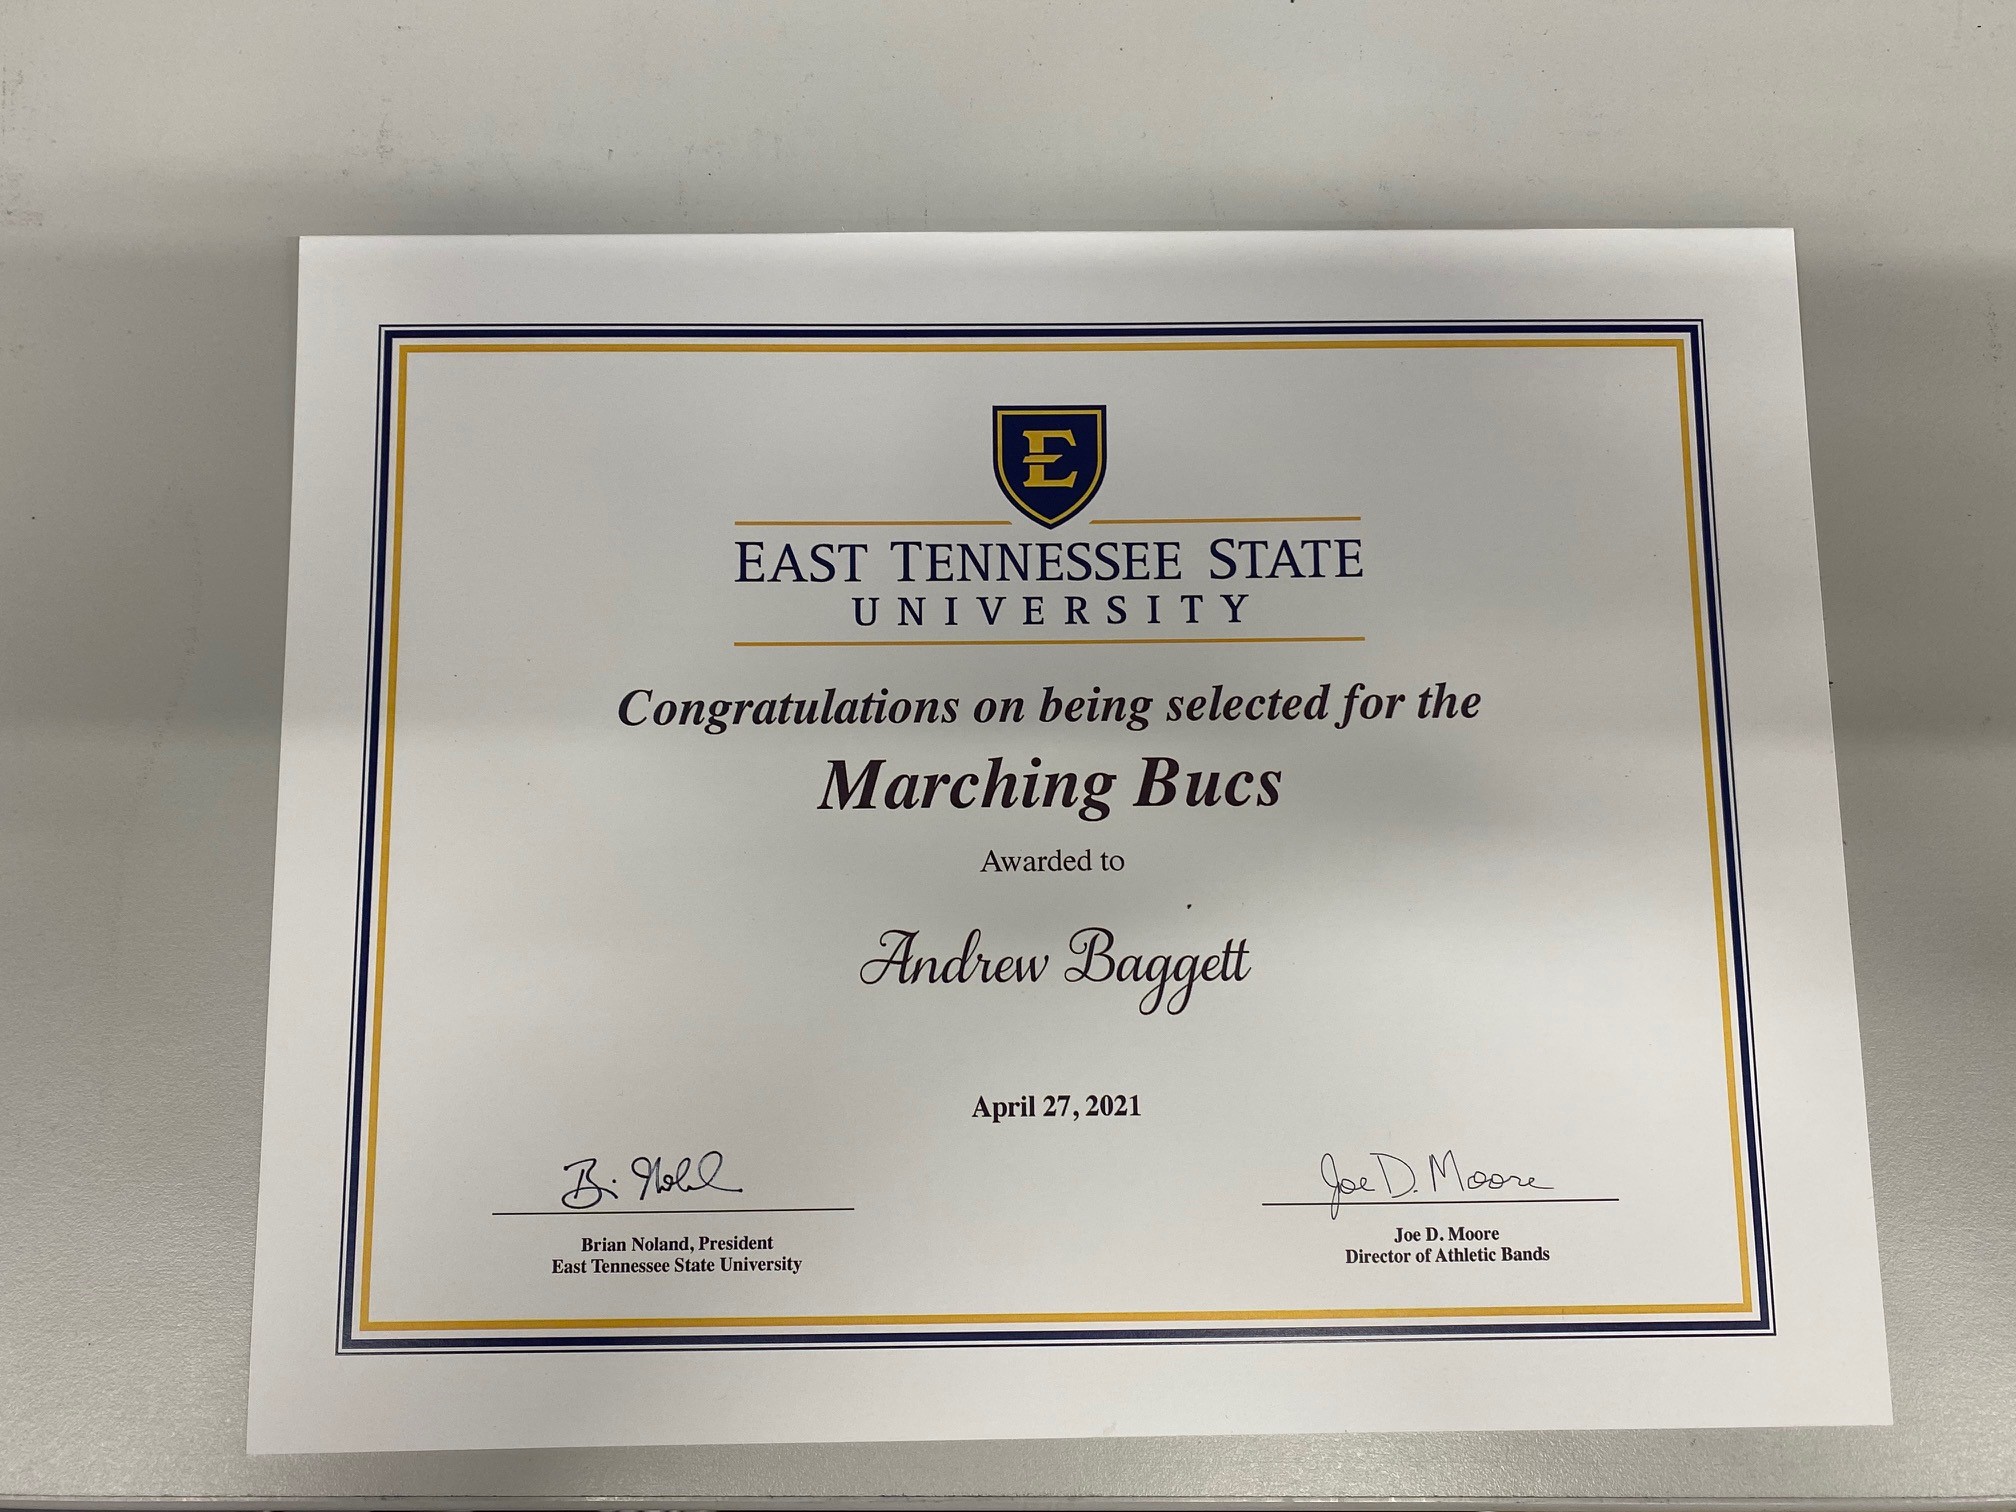 E
EAST TENNESSEE STATE
UNIVERSITY
Congratulations on being selected for the
Marching Bucs
Awarded to
Andrew Baggett
April 27, 2021
Joe D. Moore
Brian Noland, President
East Tennessee State University
Joe D. Moore
Director of Athletic Bands